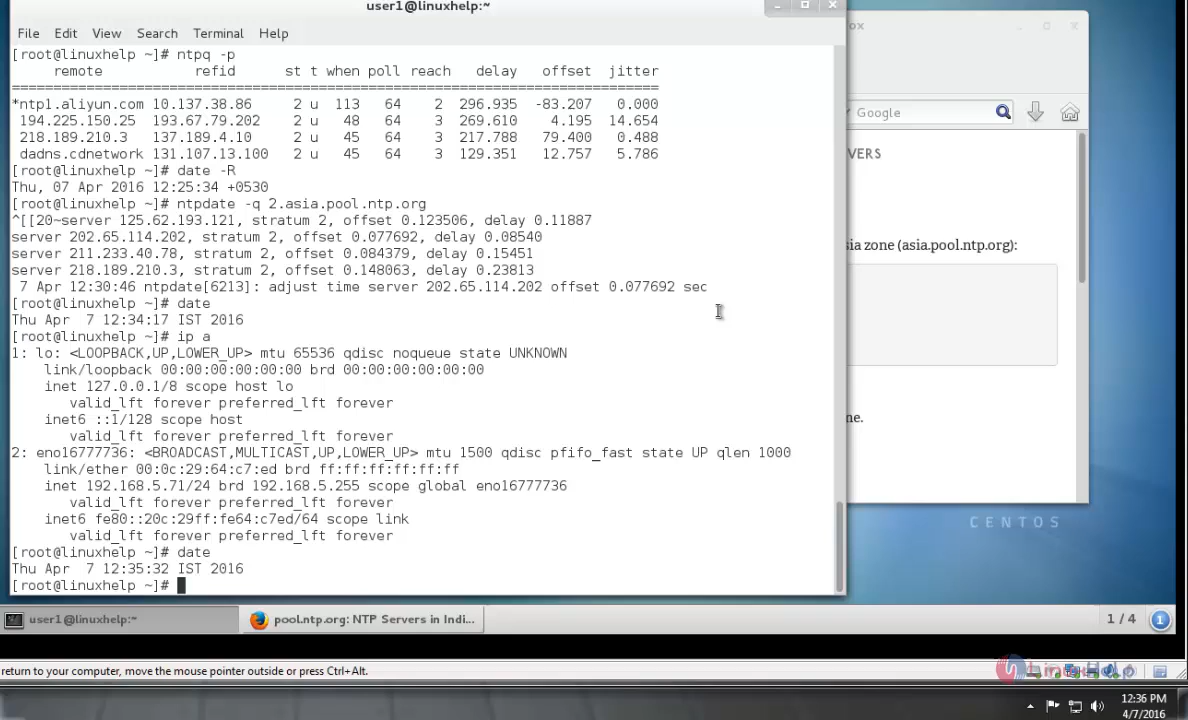 user1@linuxhelp:~
File Edit View Search Terminal Help
[root@linuxhelp ~]# ntpq -p
remote refid st t when poll reach delay offset jitter
==============================================================================
*ntp1.aliyun.com 10.137.38.86 2 u 113 64 2 296.935 -83.207 0.000
194.225.150.25 193.67.79.202 2 u 48 64 3 269.610 4.195 14.654
218.189.210.3 137.189.4.10 2 u 45 64 3 217.788 79.400 0.488
dadns.cdnetwork 131.107.13.100 2 u 45 64 3 129.351 12.757 5.786
[root@linuxhelp ~]# date -R
Thu, 07 Apr 2016 12:25:34 +0530
[root@linuxhelp ~]# ntpdate -q 2.asia.pool.ntp.org
^[[20~server 125.62.193.121, stratum 2, offset 0.123506, delay 0.11887
server 202.65.114.202, stratum 2, offset 0.077692, delay 0.08540
server 211.233.40.78, stratum 2, offset 0.084379, delay 0.15451
server 218.189.210.3, stratum 2, offset 0.148063, delay 0.23813
7 Apr 12:30:46 ntpdate[6213]: adjust time server 202.65.114.202 offset 0.077692 sec
[root@linuxhelp ~]# date
Thu Apr  7 12:34:17 IST 2016
[root@linuxhelp ~]# ip a
1: lo: <LOOPBACK,UP,LOWER_UP> mtu 65536 qdisc noqueue state UNKNOWN
link/loopback 00:00:00:00:00:00 brd 00:00:00:00:00:00
inet 127.0.0.1/8 scope host lo
valid_lft forever preferred_lft forever
inet6 ::1/128 scope host
valid_lft forever preferred_lft forever
2: eno16777736: <BROADCAST,MULTICAST,UP,LOWER_UP> mtu 1500 qdisc pfifo_fast state UP qlen 1000
link/ether 00:0c:29:64:c7:ed brd ff:ff:ff:ff:ff:ff
inet 192.168.5.71/24 brd 192.168.5.255 scope global eno16777736
valid_lft forever preferred_lft forever
inet6 fe80::20c:29ff:fe64:c7ed/64 scope link
valid_lft forever preferred_lft forever
[root@linuxhelp ~]# date
Thu Apr  7 12:35:32 IST 2016
[root@linuxhelp ~]#
ox
Google
VERS
sia zone (asia.pool.ntp.org):
ne.
CENTOS
user1@linuxhelp:~
pool.ntp.org: NTP Servers in Indi...
1 / 4
1
return to your computer, move the mouse pointer outside or press Ctrl+Alt.
LinuxHelp
12:36 PM
4/7/2016